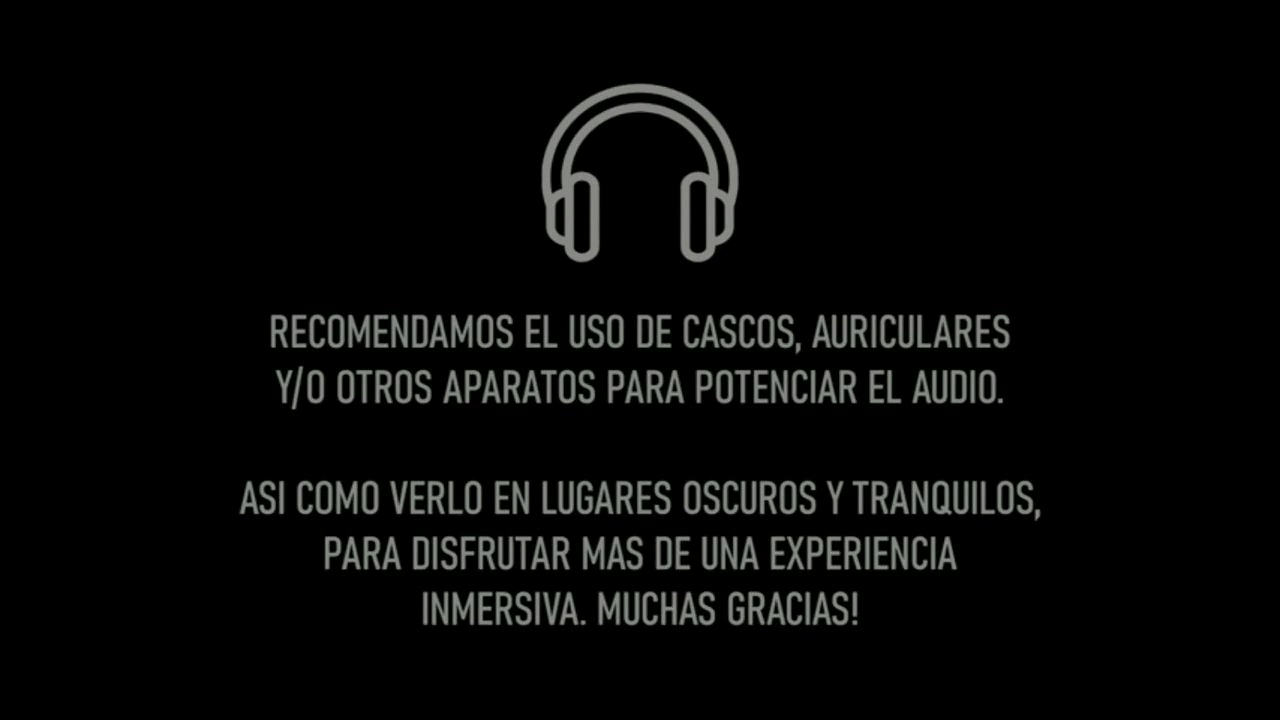 RECOMENDAMOS EL USO DE CASCOS, AURICULARES
Y/O OTROS APARATOS PARA POTENCIAR EL AUDIO.
ASI COMO VERLO EN LUGARES OSCUROS Y TRANQUILOS,
PARA DISFRUTAR MAS DE UNA EXPERIENCIA
INMERSIVA. MUCHAS GRACIAS!